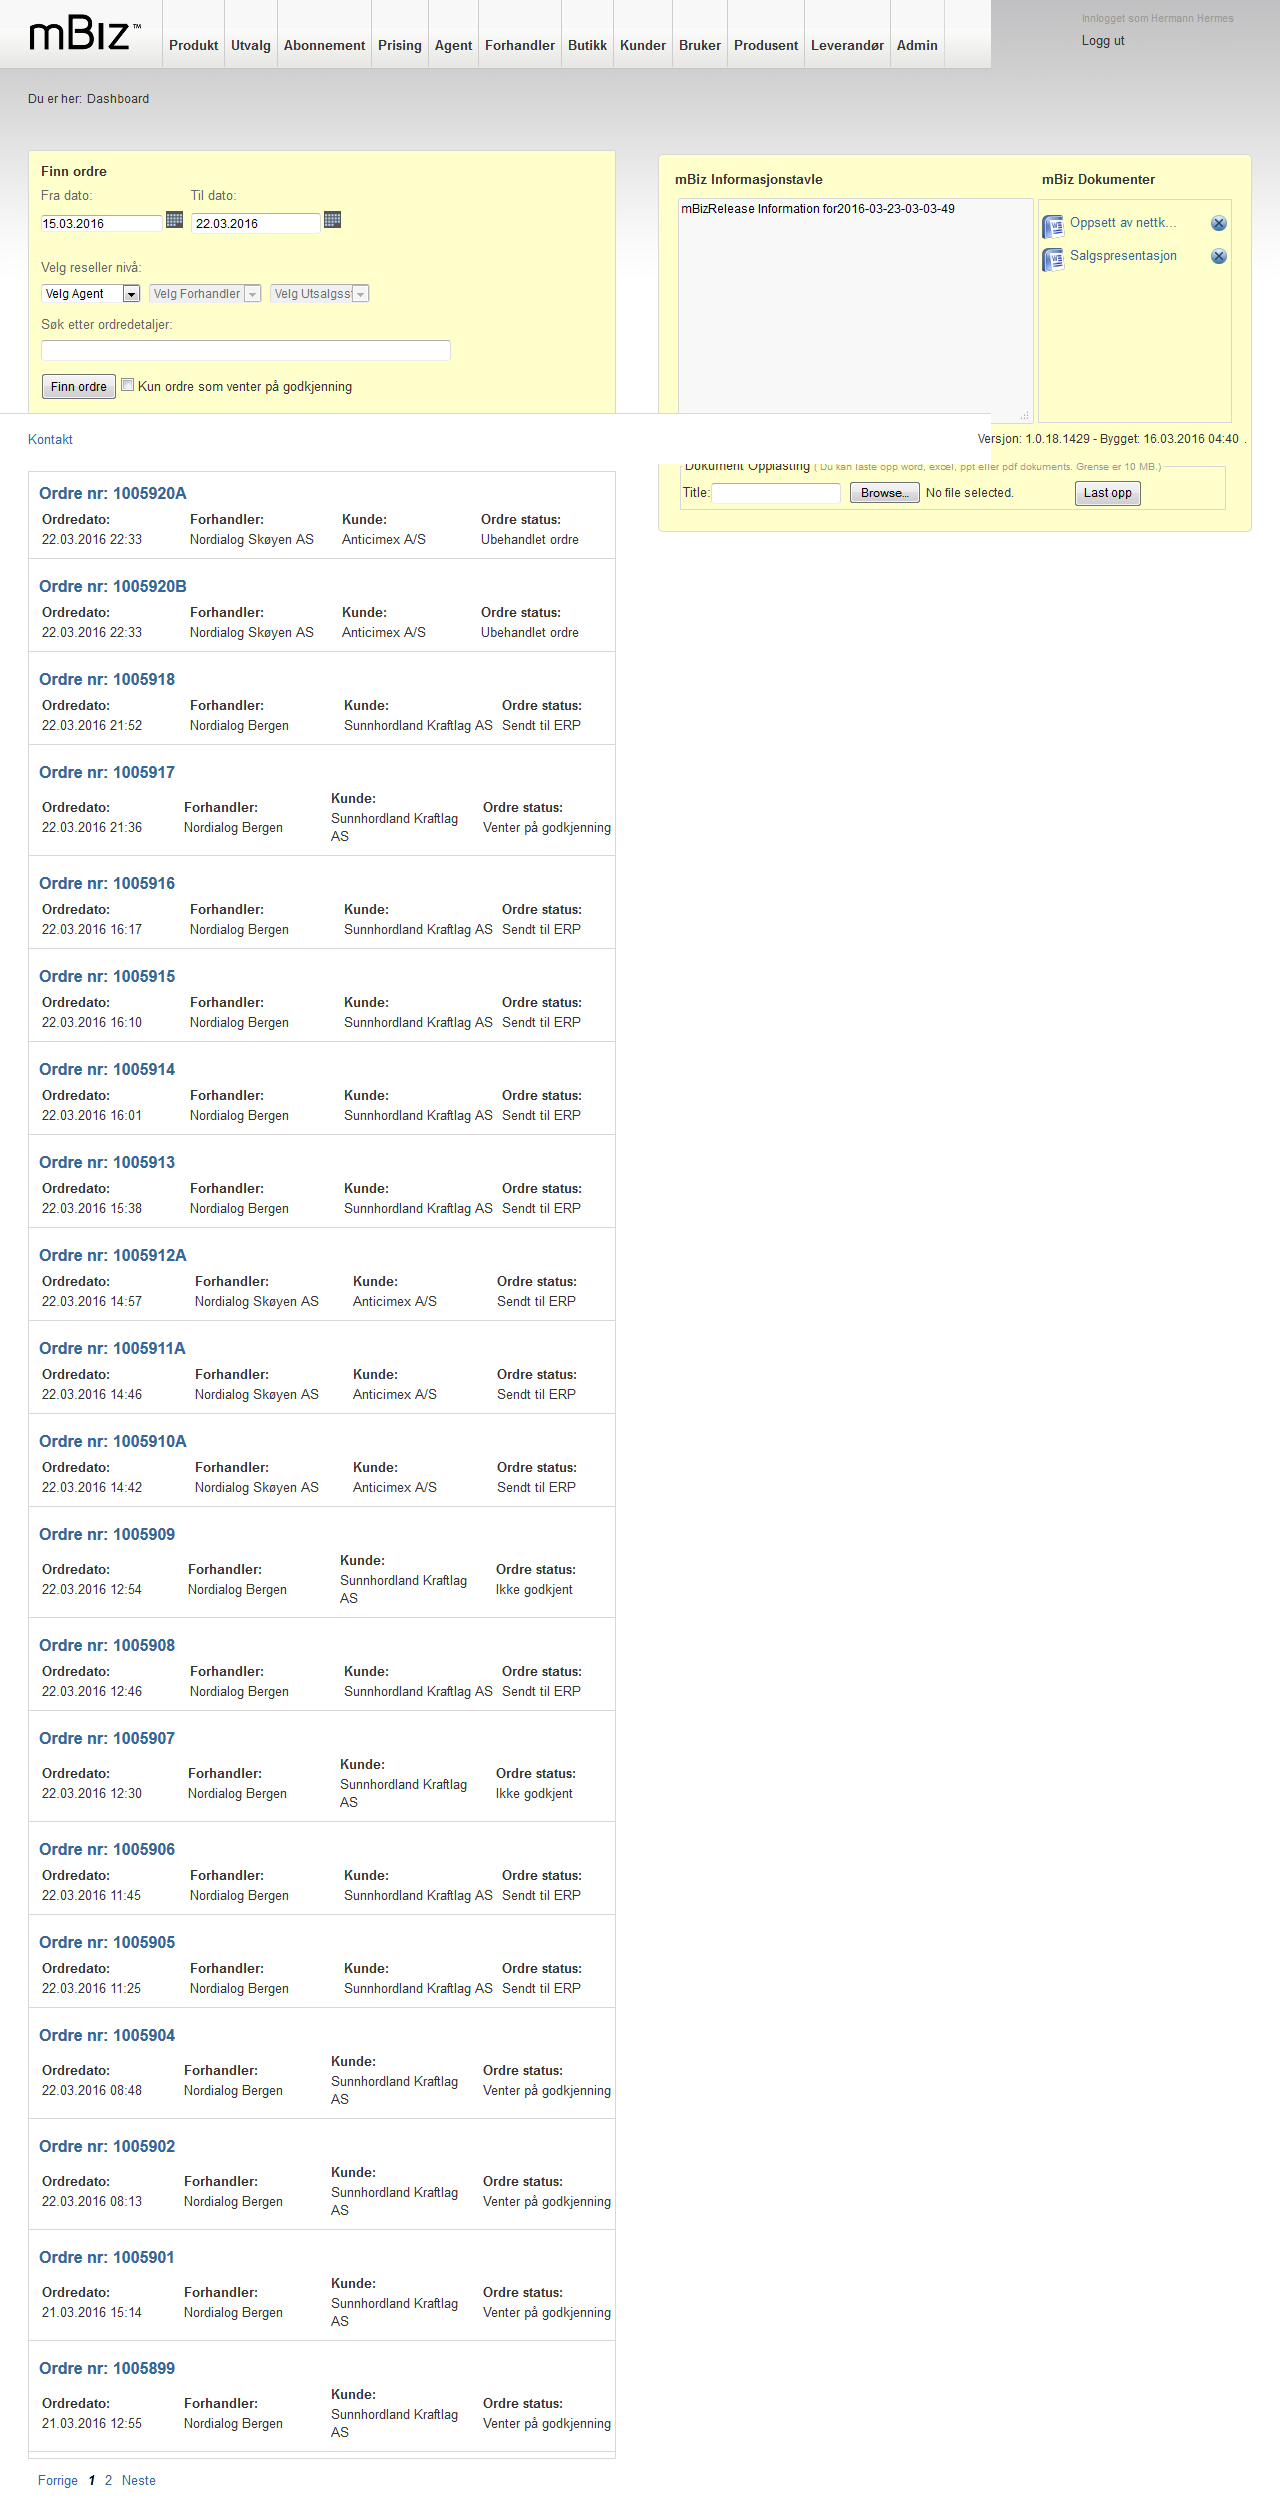 mBIZ™
Produkt Utvalg Abonnement Prising Agent Forhandler Butikk Kunder Bruker Produsent Leverandør Admin
Innlogget som Hermann Hermes
Logg ut
Du er her: Dashboard
Finn ordre
Fra dato: Til dato:
15.03.2016 22.03.2016
Velg reseller nivå:
Velg Agent Velg Forhandler Velg Utsalgsst
Søk etter ordredetaljer:
Finn ordre Kun ordre som venter på godkjenning
mBiz Informasjonstavle mBiz Dokumenter
mBizRelease Information for2016-03-23-03-03-49
Oppsett av nettk...
Salgspresentasjon
Kontakt
Versjon: 1.0.18.1429 - Bygget: 16.03.2016 04:40 .
Dokument Opplasting ( Du kan laste opp word, excel, ppt eller pdf dokuments. Grense er 10 MB.)
Title: Browse... No file selected. Last opp
Ordre nr: 1005920A
Ordredato: Forhandler: Kunde: Ordre status:
22.03.2016 22:33 Nordialog Skøyen AS Anticimex A/S Ubehandlet ordre
Ordre nr: 1005920B
Ordredato: Forhandler: Kunde: Ordre status:
22.03.2016 22:33 Nordialog Skøyen AS Anticimex A/S Ubehandlet ordre
Ordre nr: 1005918
Ordredato: Forhandler: Kunde: Ordre status:
22.03.2016 21:52 Nordialog Bergen Sunnhordland Kraftlag AS Sendt til ERP
Ordre nr: 1005917
Ordredato: Forhandler: Kunde: Ordre status:
22.03.2016 21:36 Nordialog Bergen Sunnhordland Kraftlag Venter på godkjenning
AS
Ordre nr: 1005916
Ordredato: Forhandler: Kunde: Ordre status:
22.03.2016 16:17 Nordialog Bergen Sunnhordland Kraftlag AS Sendt til ERP
Ordre nr: 1005915
Ordredato: Forhandler: Kunde: Ordre status:
22.03.2016 16:10 Nordialog Bergen Sunnhordland Kraftlag AS Sendt til ERP
Ordre nr: 1005914
Ordredato: Forhandler: Kunde: Ordre status:
22.03.2016 16:01 Nordialog Bergen Sunnhordland Kraftlag AS Sendt til ERP
Ordre nr: 1005913
Ordredato: Forhandler: Kunde: Ordre status:
22.03.2016 15:38 Nordialog Bergen Sunnhordland Kraftlag AS Sendt til ERP
Ordre nr: 1005912A
Ordredato: Forhandler: Kunde: Ordre status:
22.03.2016 14:57 Nordialog Skøyen AS Anticimex A/S Sendt til ERP
Ordre nr: 1005911A
Ordredato: Forhandler: Kunde: Ordre status:
22.03.2016 14:46 Nordialog Skøyen AS Anticimex A/S Sendt til ERP
Ordre nr: 1005910A
Ordredato: Forhandler: Kunde: Ordre status:
22.03.2016 14:42 Nordialog Skøyen AS Anticimex A/S Sendt til ERP
Ordre nr: 1005909
Ordredato: Forhandler: Kunde: Ordre status:
22.03.2016 12:54 Nordialog Bergen Sunnhordland Kraftlag Ikke godkjent
AS
Ordre nr: 1005908
Ordredato: Forhandler: Kunde: Ordre status:
22.03.2016 12:46 Nordialog Bergen Sunnhordland Kraftlag AS Sendt til ERP
Ordre nr: 1005907
Ordredato: Forhandler: Kunde: Ordre status:
22.03.2016 12:30 Nordialog Bergen Sunnhordland Kraftlag Ikke godkjent
AS
Ordre nr: 1005906
Ordredato: Forhandler: Kunde: Ordre status:
22.03.2016 11:45 Nordialog Bergen Sunnhordland Kraftlag AS Sendt til ERP
Ordre nr: 1005905
Ordredato: Forhandler: Kunde: Ordre status:
22.03.2016 11:25 Nordialog Bergen Sunnhordland Kraftlag AS Sendt til ERP
Ordre nr: 1005904
Ordredato: Forhandler: Kunde: Ordre status:
22.03.2016 08:48 Nordialog Bergen Sunnhordland Kraftlag Venter på godkjenning
AS
Ordre nr: 1005902
Ordredato: Forhandler: Kunde: Ordre status:
22.03.2016 08:13 Nordialog Bergen Sunnhordland Kraftlag Venter på godkjenning
AS
Ordre nr: 1005901
Ordredato: Forhandler: Kunde: Ordre status:
21.03.2016 15:14 Nordialog Bergen Sunnhordland Kraftlag Venter på godkjenning
AS
Ordre nr: 1005899
Ordredato: Forhandler: Kunde: Ordre status:
21.03.2016 12:55 Nordialog Bergen Sunnhordland Kraftlag Venter på godkjenning
AS
Forrige 1 2 Neste